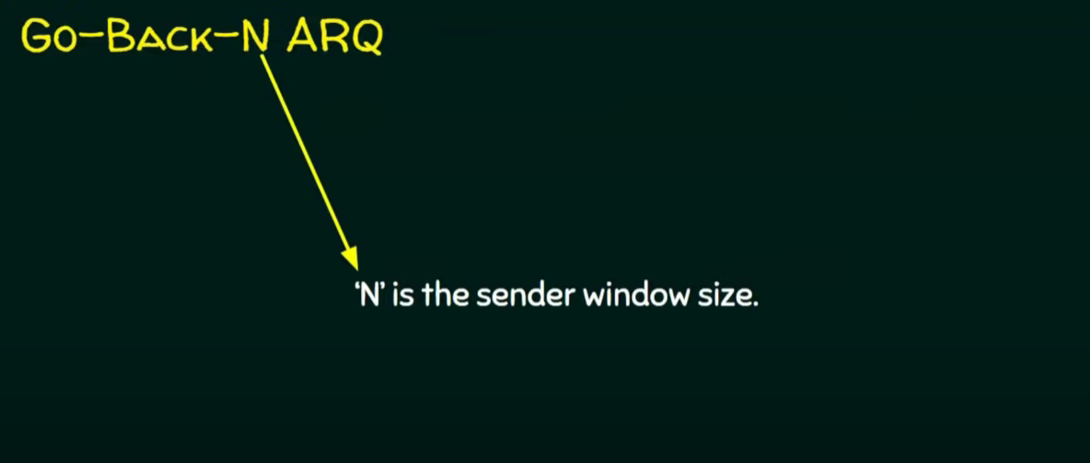 Go-Back-N ARQ
‘N’ is the sender window size.